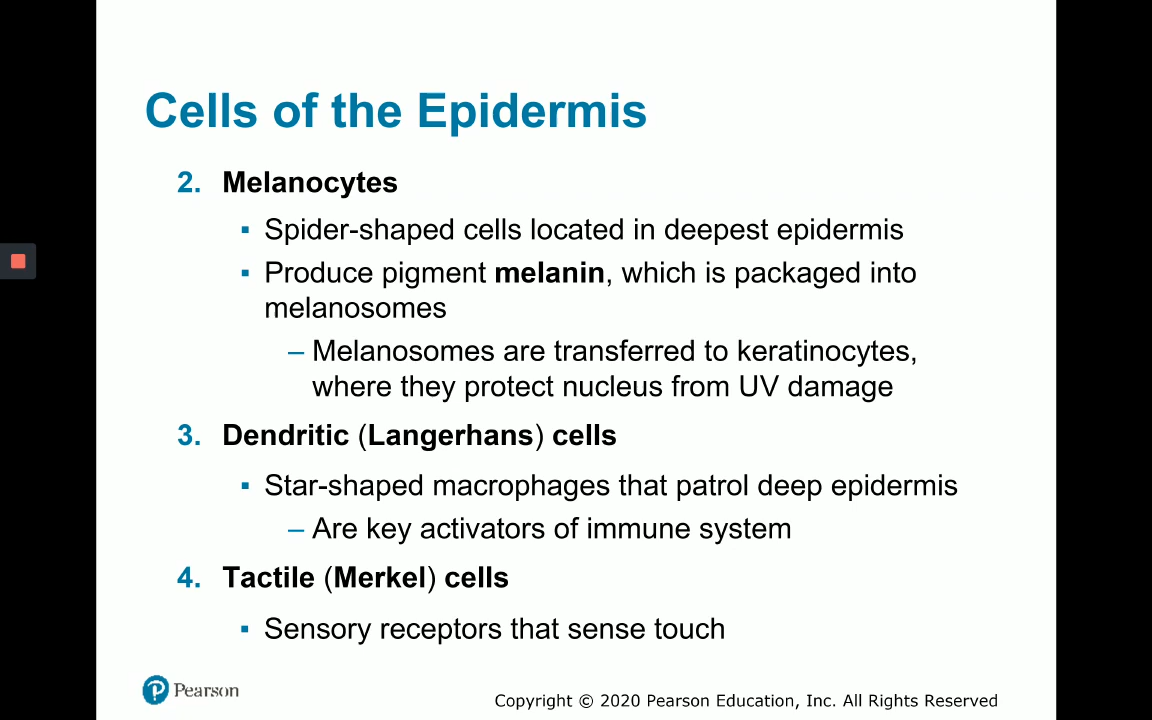 Cells of the Epidermis
2. Melanocytes
▪ Spider-shaped cells located in deepest epidermis
▪ Produce pigment melanin, which is packaged into
melanosomes
– Melanosomes are transferred to keratinocytes,
where they protect nucleus from UV damage
3. Dendritic (Langerhans) cells
▪ Star-shaped macrophages that patrol deep epidermis
– Are key activators of immune system
4. Tactile (Merkel) cells
▪ Sensory receptors that sense touch
P Pearson
Copyright © 2020 Pearson Education, Inc. All Rights Reserved